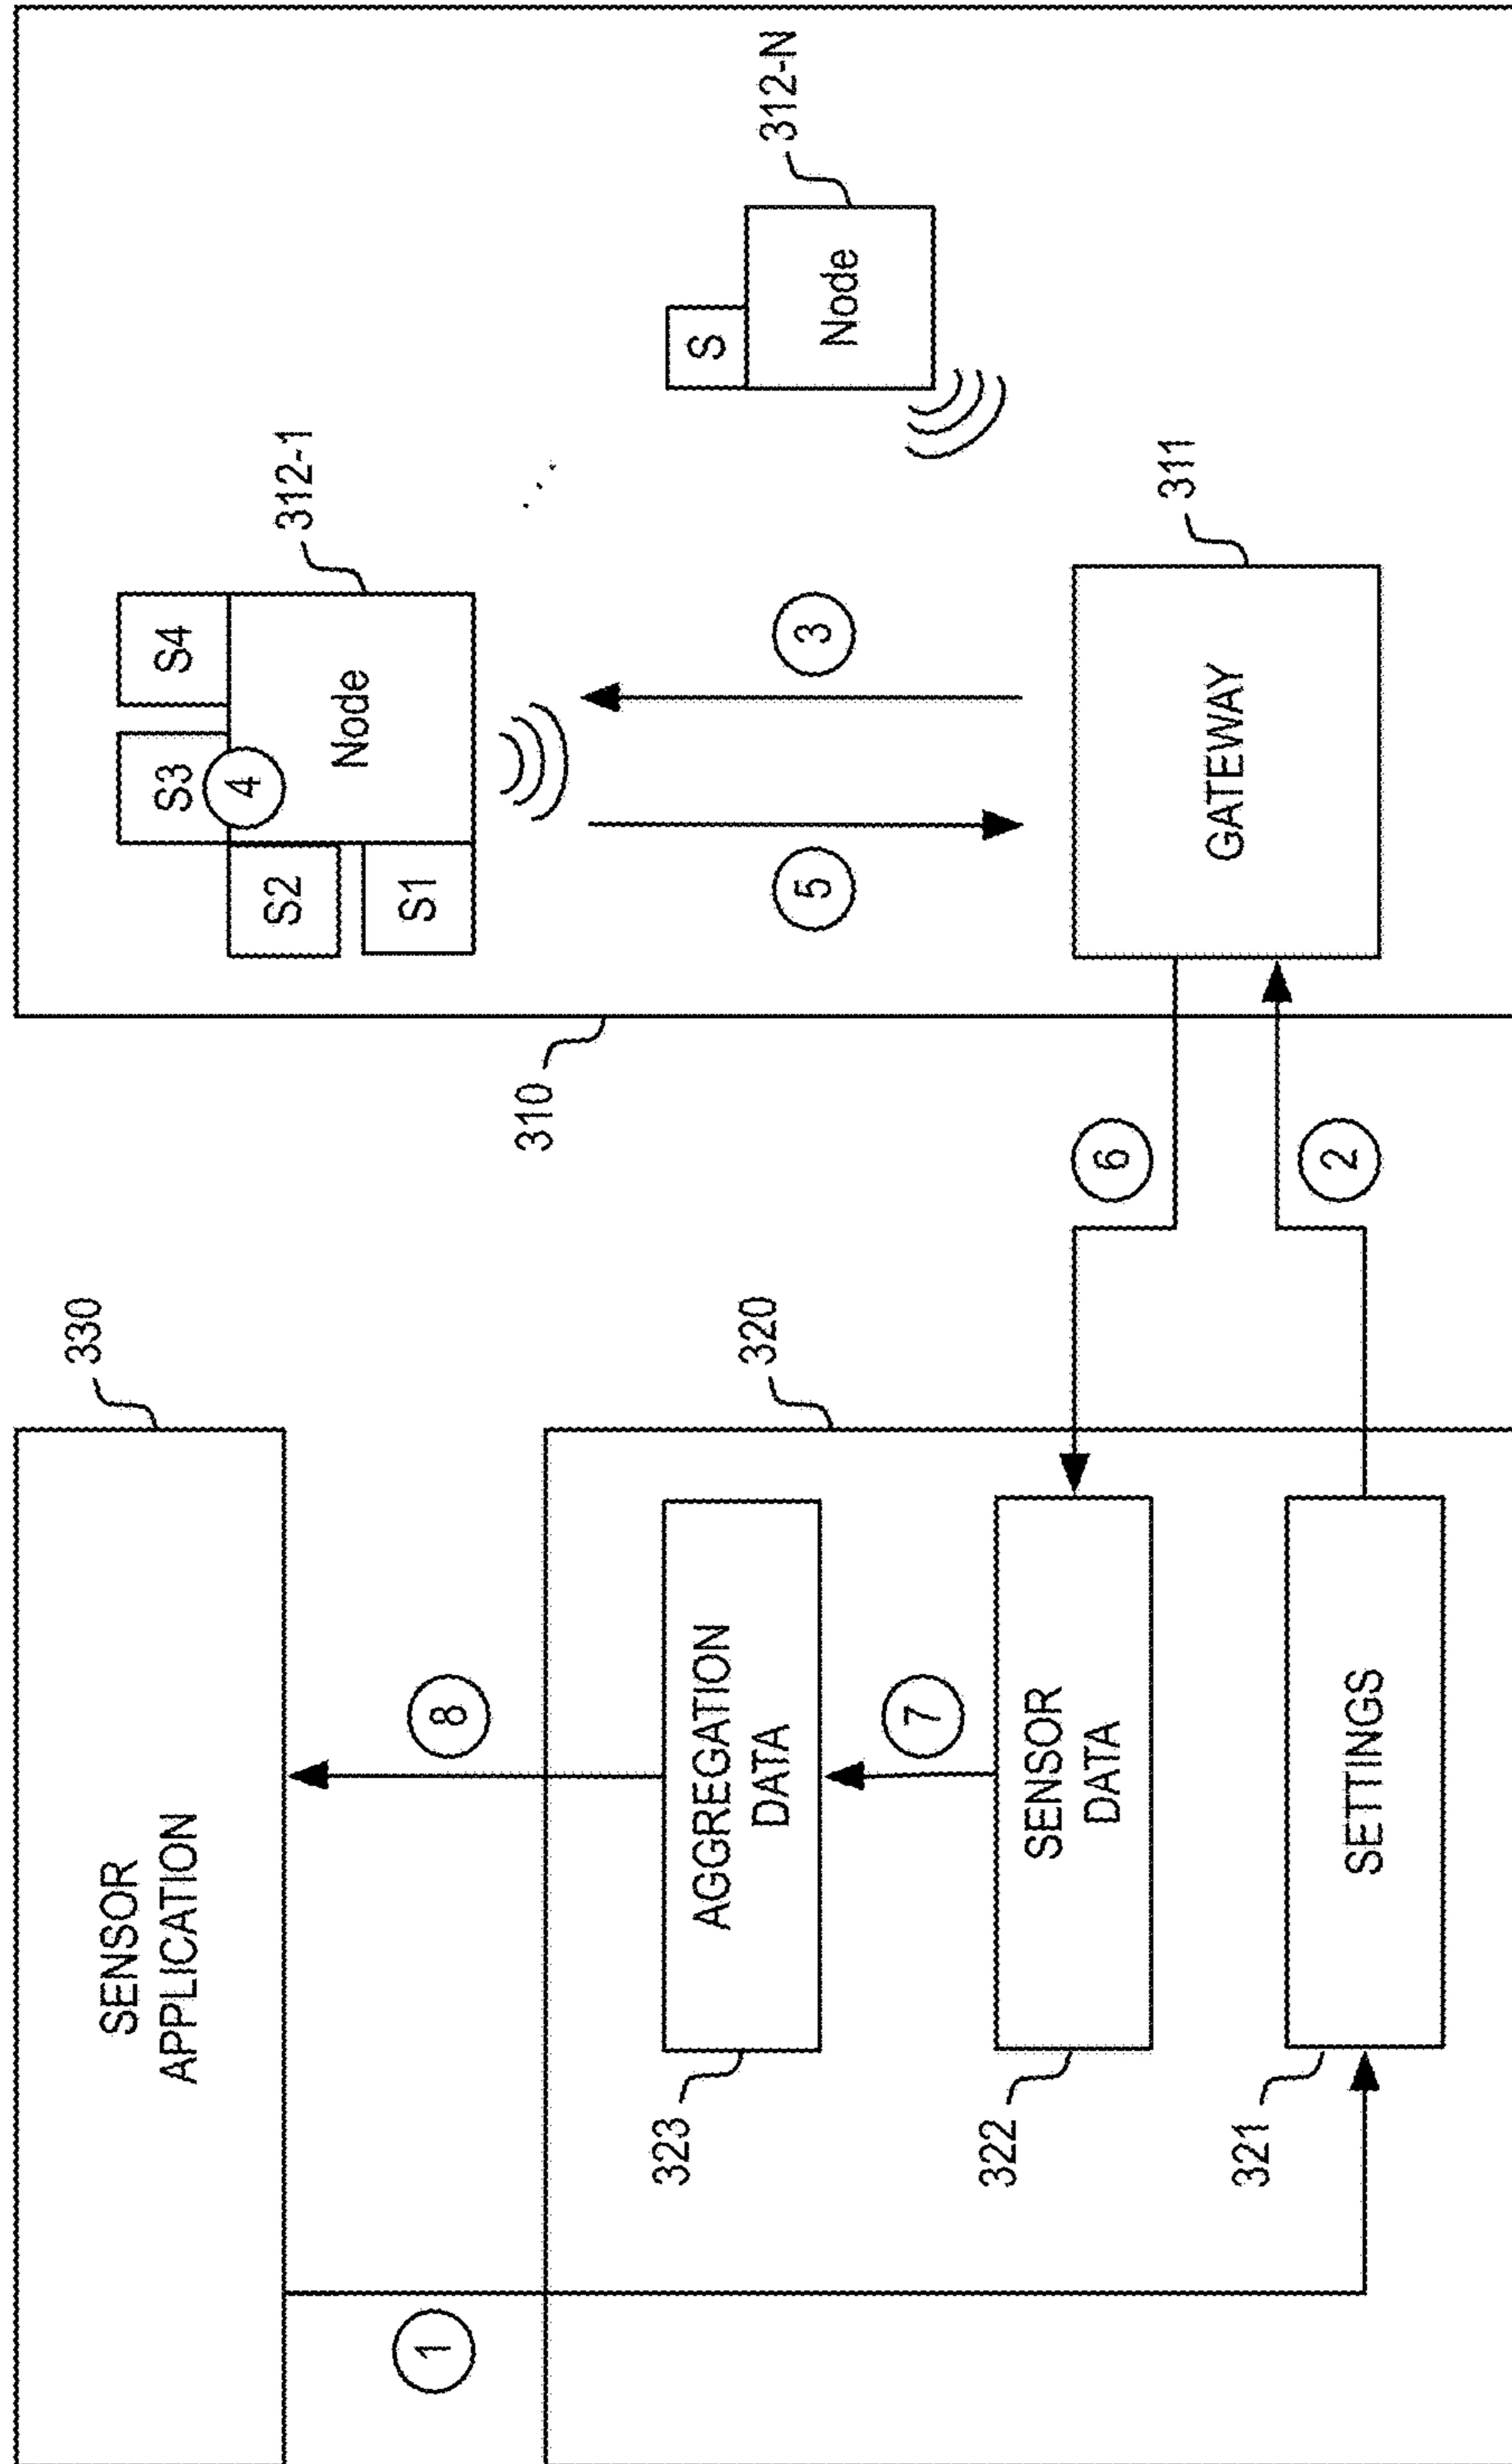 330
SENSOR
APPLICATION
1
8
320
AGGREGATION
DATA
323
7
SENSOR
DATA
322
SETTINGS
321
6
2
310
S1
S2
S3
S4
4
Node
312-1
S
Node
312-N
5
3
GATEWAY
311